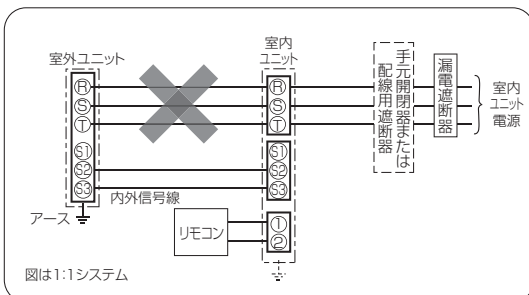 室外ユニット
室内
ユニット
手元開閉器または
配線用遮断器
漏電遮断器
室内
ユニット
電源
R
S
T
S1
S2
S3
R
S
T
S1
S2
S3
内外信号線
アース
リモコン
1
2
図は1:1システム